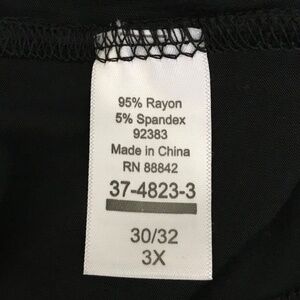 95% Rayon
5% Spandex
92383
Made in China
RN 88842
37-4823-3
30/32
3X